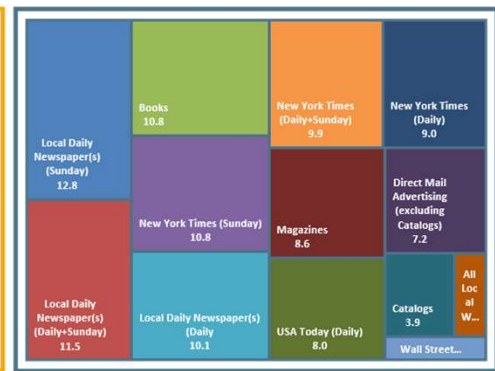 Local Daily
Newspaper(s)
(Sunday)
12.8
Local Daily
Newspaper(s)
(Daily+Sunday)
11.5
Books
10.8
New York Times (Sunday)
10.8
Local Daily Newspaper(s)
(Daily
10.1
New York Times
(Daily+Sunday)
9.9
Magazines
8.6
USA Today (Daily)
8.0
New York Times
(Daily)
9.0
Direct Mail
Advertising
(excluding
Catalogs)
7.2
Catalogs
3.9
All
Loc
al
W...
Wall Street...